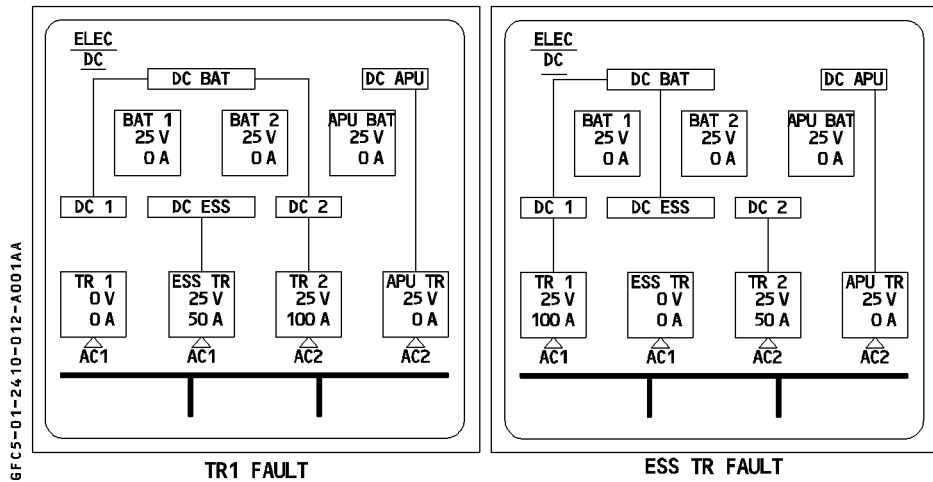 ELEC
DC
DC BAT
DC APU
BAT 1
25 V
0 A
BAT 2
25 V
0 A
APU BAT
25 V
0 A
DC 1
DC ESS
DC 2
TR 1
0 V
0 A
ESS TR
25 V
50 A
TR 2
25 V
100 A
APU TR
25 V
0 A
AC1
AC1
AC2
AC2
TR1 FAULT
ELEC
DC
DC BAT
DC APU
BAT 1
25 V
0 A
BAT 2
25 V
0 A
APU BAT
25 V
0 A
DC 1
DC ESS
DC 2
TR 1
25 V
100 A
ESS TR
0 V
0 A
TR 2
25 V
50 A
APU TR
25 V
0 A
AC1
AC1
AC2
AC2
ESS TR FAULT
GFC5-01-2410-012-A001AA